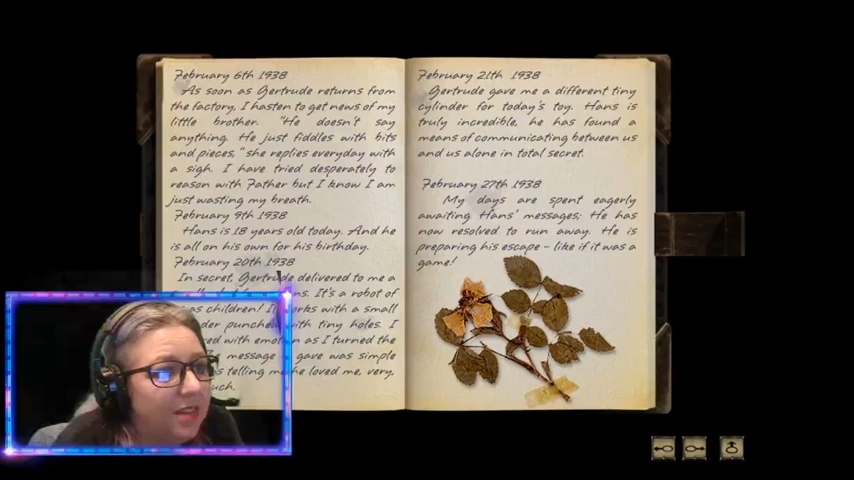 February 6th 1938
As soon as Gertrude returns from
the factory, I hasten to get news of my
little brother. "He doesn't say
anything. He just fiddles with bits
and pieces," she replies everyday with
a sigh. I have tried desperately to
reason with Father but I know I am
just wasting my breath.
February 9th 1938
Hans is 18 years old today. And he
is all on his own for his birthday.
February 20th 1938
In secret, Gertrude delivered to me a
It's a robot of
as children! It works with a small
punched with tiny holes. I
with emotion as I turned the
message gave was simple
telling me he loved me, very,
February 21th 1938
Gertrude gave me a different tiny
cylinder for today's toy. Hans is
truly incredible, he has found a
means of communicating between us
and us alone in total secret.
February 27th 1938
My days are spent eagerly
awaiting Hans' messages; He has
now resolved to run away. He is
preparing his escape - like if it was a
game!